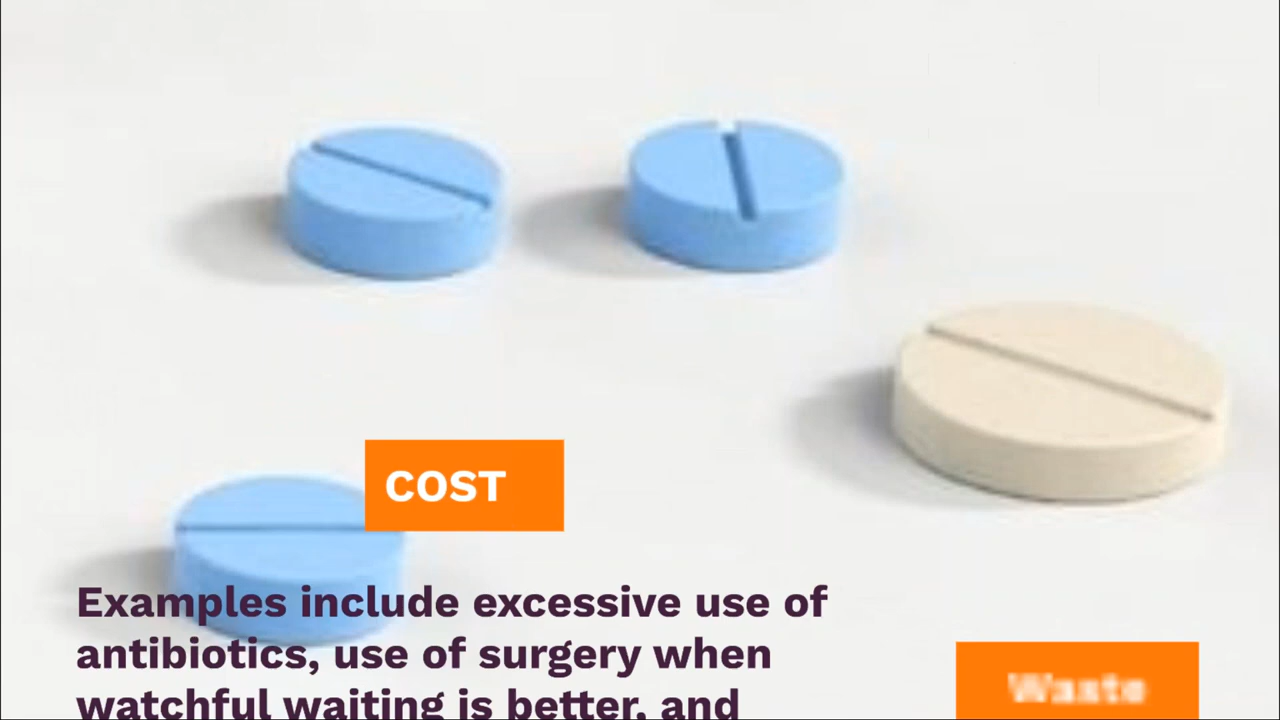 COST
Examples include excessive use of
antibiotics, use of surgery when
watchful waiting is better, and
Waste